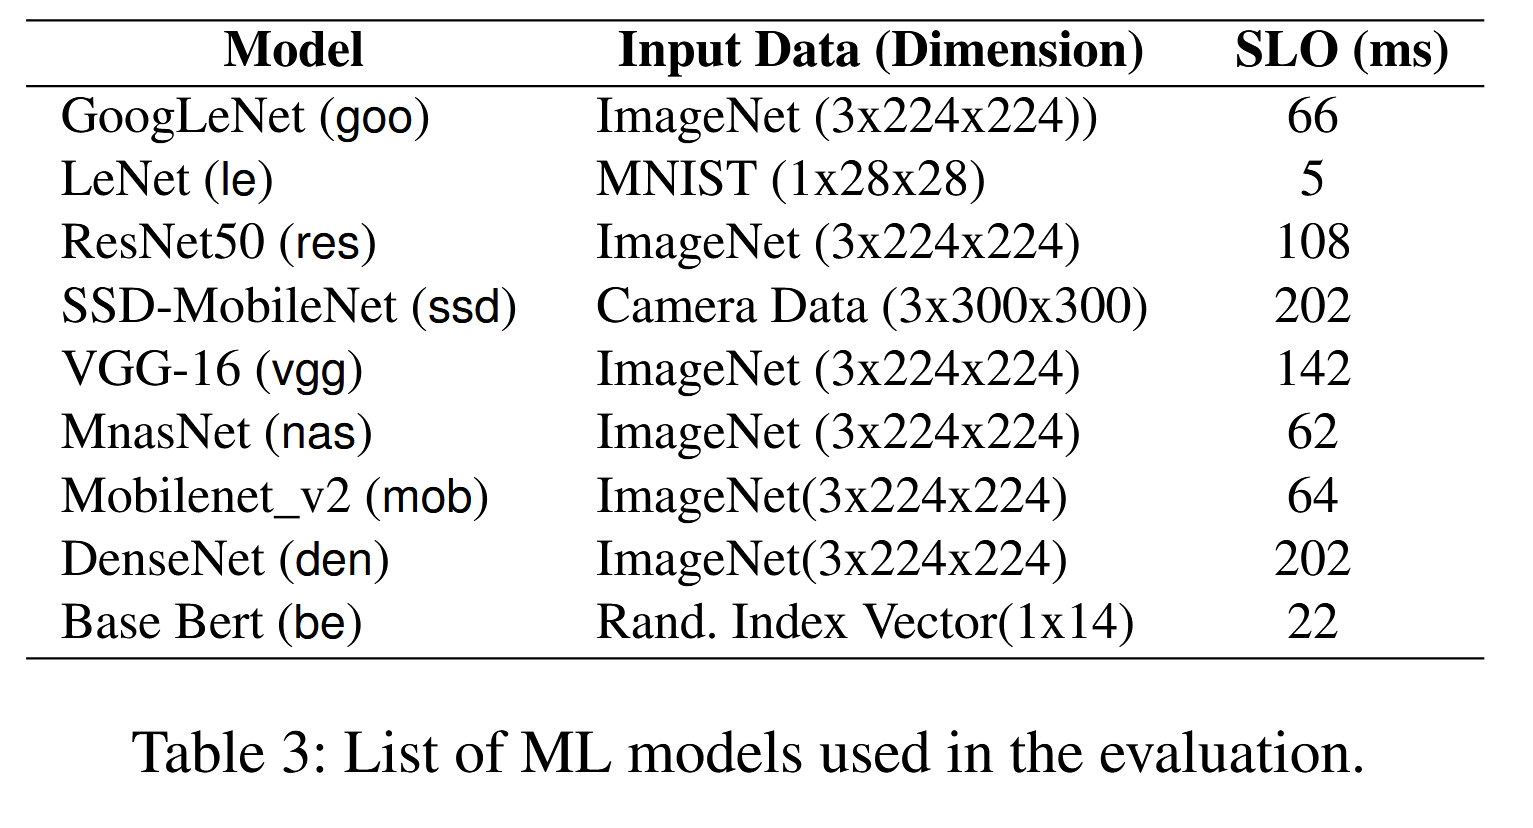 Model Input Data (Dimension) SLO (ms)
GoogLeNet (goo) ImageNet (3x224x224)) 66
LeNet (le) MNIST (1x28x28) 5
ResNet50 (res) ImageNet (3x224x224) 108
SSD-MobileNet (ssd) Camera Data (3x300x300) 202
VGG-16 (vgg) ImageNet (3x224x224) 142
MnasNet (nas) ImageNet (3x224x224) 62
Mobilenet_v2 (mob) ImageNet(3x224x224) 64
DenseNet (den) ImageNet(3x224x224) 202
Base Bert (be) Rand. Index Vector(1x14) 22
Table 3: List of ML models used in the evaluation.